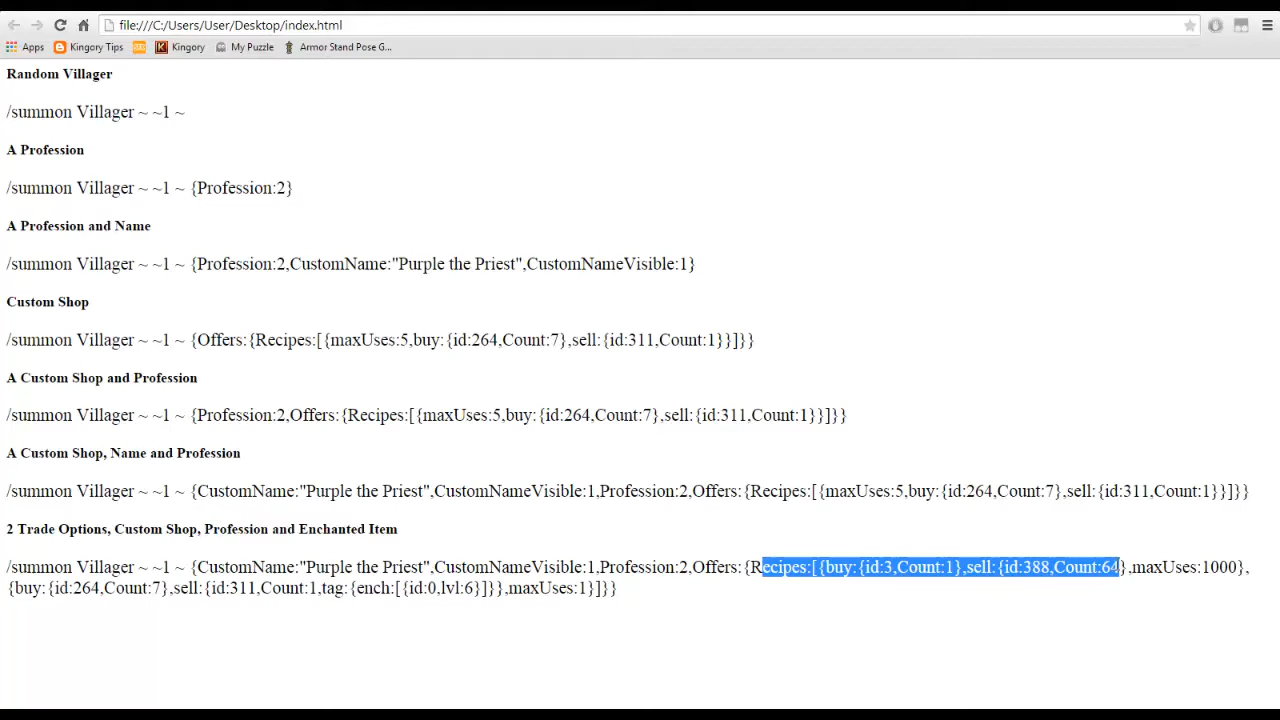 file:///C:/Users/User/Desktop/index.html
Apps Kingory Tips Kingory My Puzzle Armor Stand Pose G...
Random Villager
/summon Villager ~ ~1 ~
A Profession
/summon Villager ~ ~1 ~ {Profession:2}
A Profession and Name
/summon Villager ~ ~1 ~ {Profession:2,CustomName:"Purple the Priest",CustomNameVisible:1}
Custom Shop
/summon Villager ~ ~1 ~ {Offers:{Recipes:[{maxUses:5,buy:{id:264,Count:7},sell:{id:311,Count:1}}]}}
A Custom Shop and Profession
/summon Villager ~ ~1 ~ {Profession:2,Offers:{Recipes:[{maxUses:5,buy:{id:264,Count:7},sell:{id:311,Count:1}}]}}
A Custom Shop, Name and Profession
/summon Villager ~ ~1 ~ {CustomName:"Purple the Priest",CustomNameVisible:1,Profession:2,Offers:{Recipes:[{maxUses:5,buy:{id:264,Count:7},sell:{id:311,Count:1}}]}}
2 Trade Options, Custom Shop, Profession and Enchanted Item
/summon Villager ~ ~1 ~ {CustomName:"Purple the Priest",CustomNameVisible:1,Profession:2,Offers:{Recipes:[{buy:{id:3,Count:1},sell:{id:388,Count:64},maxUses:1000},
{buy:{id:264,Count:7},sell:{id:311,Count:1,tag:{ench:[{id:0,lvl:6}]}},maxUses:1}]}}